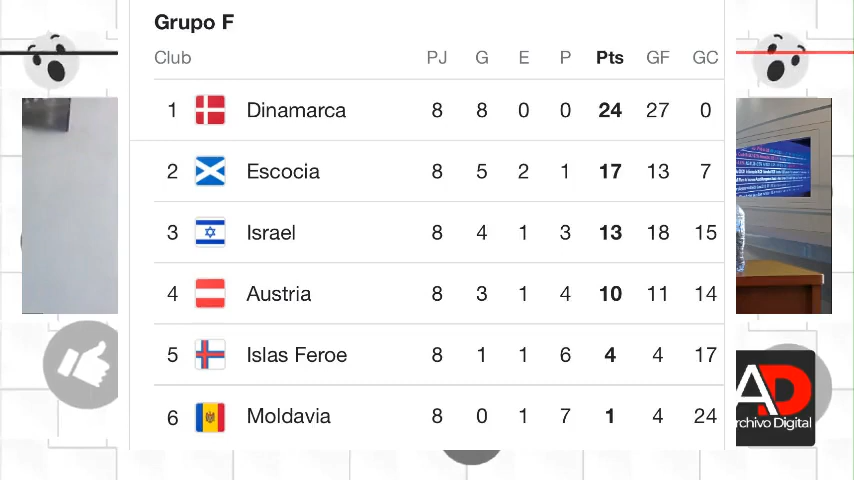 Grupo F
Club PJ G E P Pts GF GC
1 Dinamarca 8 8 0 0 24 27 0
2 Escocia 8 5 2 1 17 13 7
3 Israel 8 4 1 3 13 18 15
4 Austria 8 3 1 4 10 11 14
5 Islas Feroe 8 1 1 6 4 4 17
6 Moldavia 8 0 1 7 1 4 24
AD
rchivo Digital